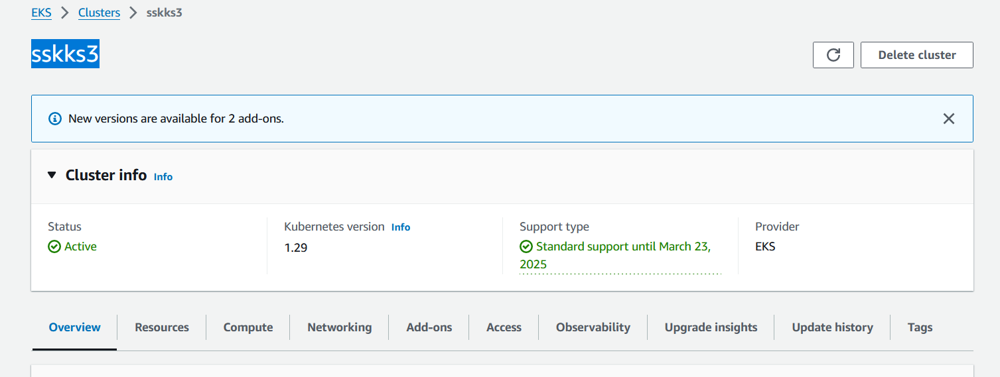 EKS > Clusters > sskks3
sskks3
Delete cluster
New versions are available for 2 add-ons.
Cluster info Info
Status
Active
Kubernetes version Info
1.29
Support type
Standard support until March 23,
2025
Provider
EKS
Overview
Resources
Compute
Networking
Add-ons
Access
Observability
Upgrade insights
Update history
Tags